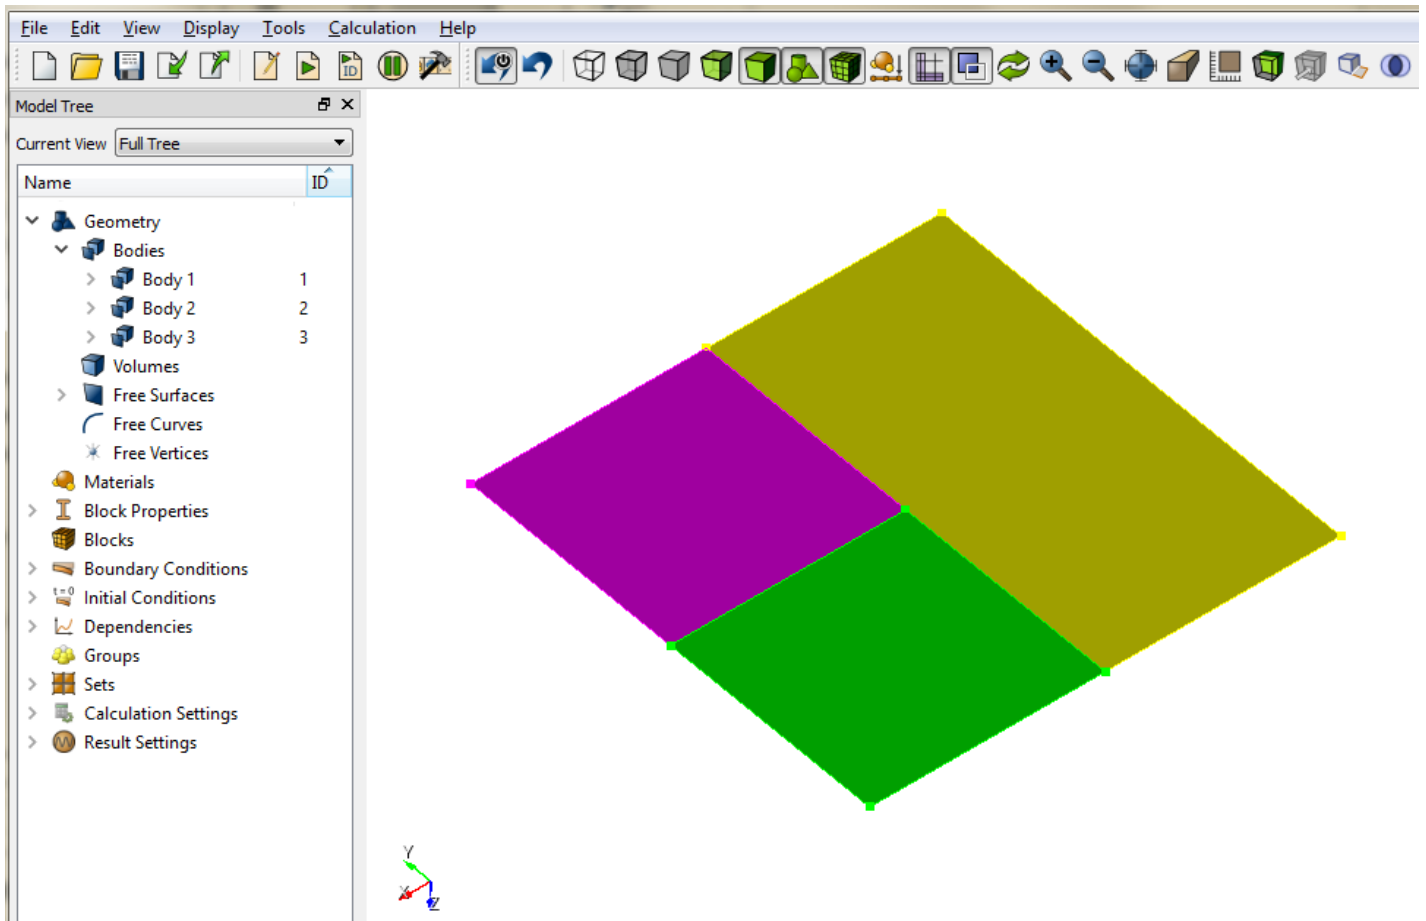 File Edit View Display Tools Calculation Help
ID
Model Tree
Current View Full Tree
Name ID
Geometry
Bodies
Body 1 1
Body 2 2
Body 3 3
Volumes
Free Surfaces
Free Curves
Free Vertices
Materials
Block Properties
Blocks
Boundary Conditions
t=0 Initial Conditions
Dependencies
Groups
Sets
Calculation Settings
Result Settings
Y
X
Z